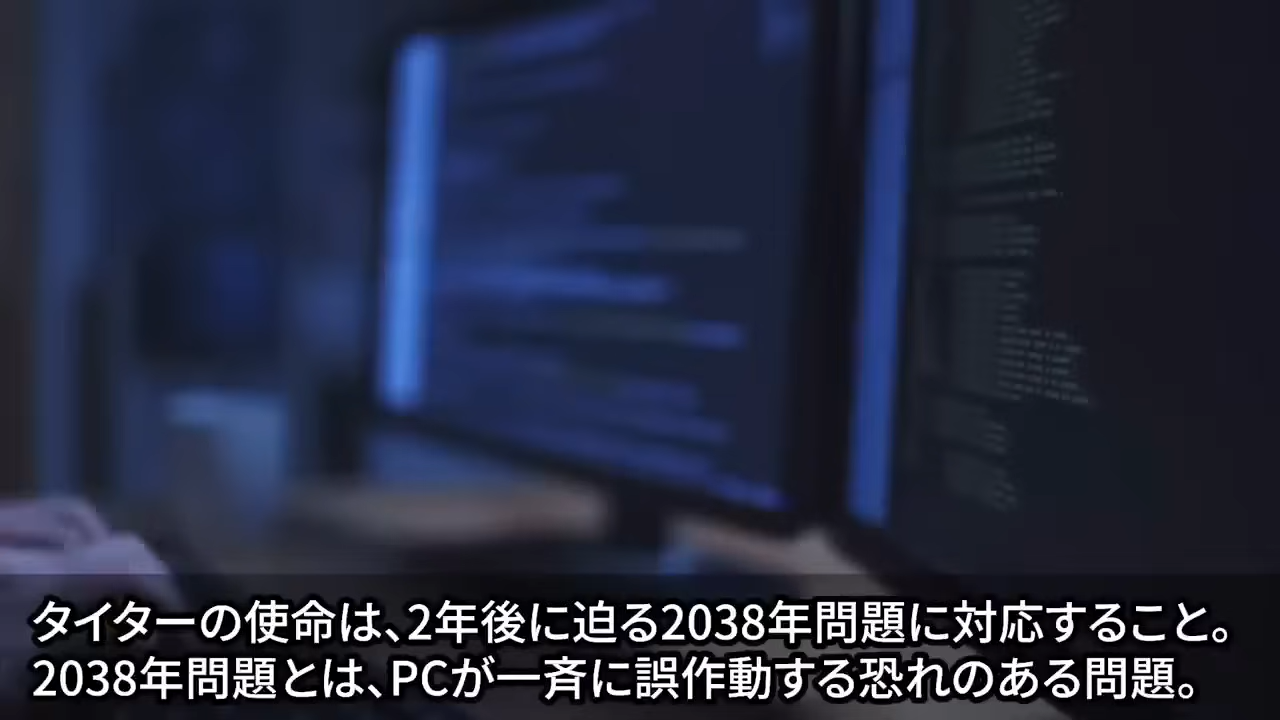 タイターの使命は、2年後に迫る2038年問題に対応すること。
2038年問題とは、PCが一斉に誤作動する恐れのある問題。